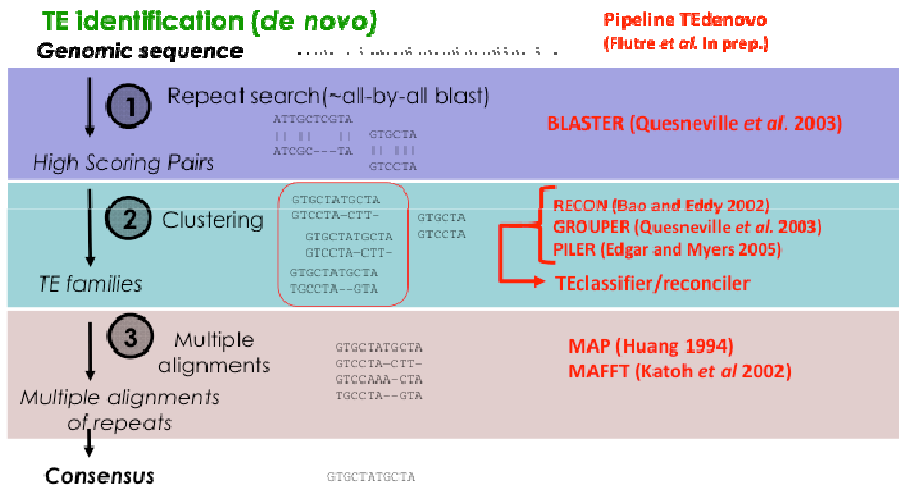 TE identification (de novo)
Pipeline TEdenovo
Genomic sequence
(Flutre et al. In prep.)
1
Repeat search(~all-by-all blast)
ATTGCTCGTA
ATCGC---TA
GTGCTA
GTCCTA
BLASTER (Quesneville et al. 2003)
High Scoring Pairs
2
Clustering
GTGCTATGCTA
GTCCTA-CTT-
GTGCTATGCTA
GTCCTA-CTT-
GTGCTATGCTA
TGCCTA--GTA
GTGCTA
GTCCTA
RECON (Bao and Eddy 2002)
GROUPER (Quesneville et al. 2003)
PILER (Edgar and Myers 2005)
TEclassifier/reconciler
TE families
3
Multiple
alignments
GTGCTATGCTA
GTCCTA-CTT-
GTCCAAA-CTA
TGCCTA--GTA
MAP (Huang 1994)
MAFFT (Katoh et al 2002)
Multiple alignments
of repeats
Consensus
GTGCTATGCTA